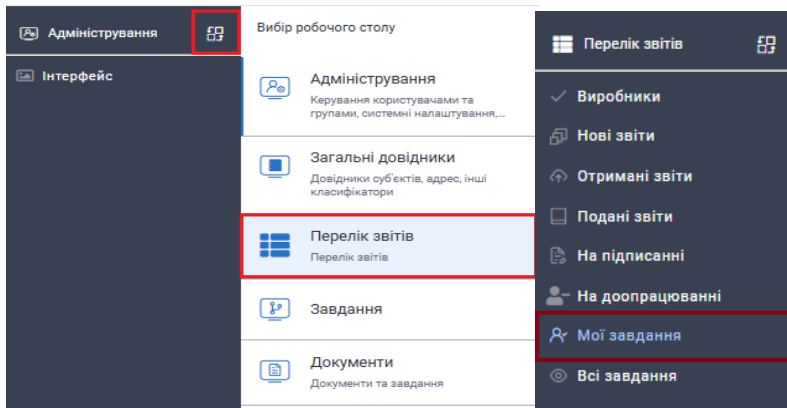 Адміністрування
Інтерфейс
Вибір робочого столу
Адміністрування
Керування користувачами та
групами, системні налаштування,...
Загальні довідники
Довідники суб'єктів, адрес, інші
класифікатори
Перелік звітів
Перелік звітів
Завдання
Документи
Документи та завдання
Перелік звітів
Виробники
Нові звіти
Отримані звіти
Подані звіти
На підписанні
На доопрацюванні
Мої завдання
Всі завдання